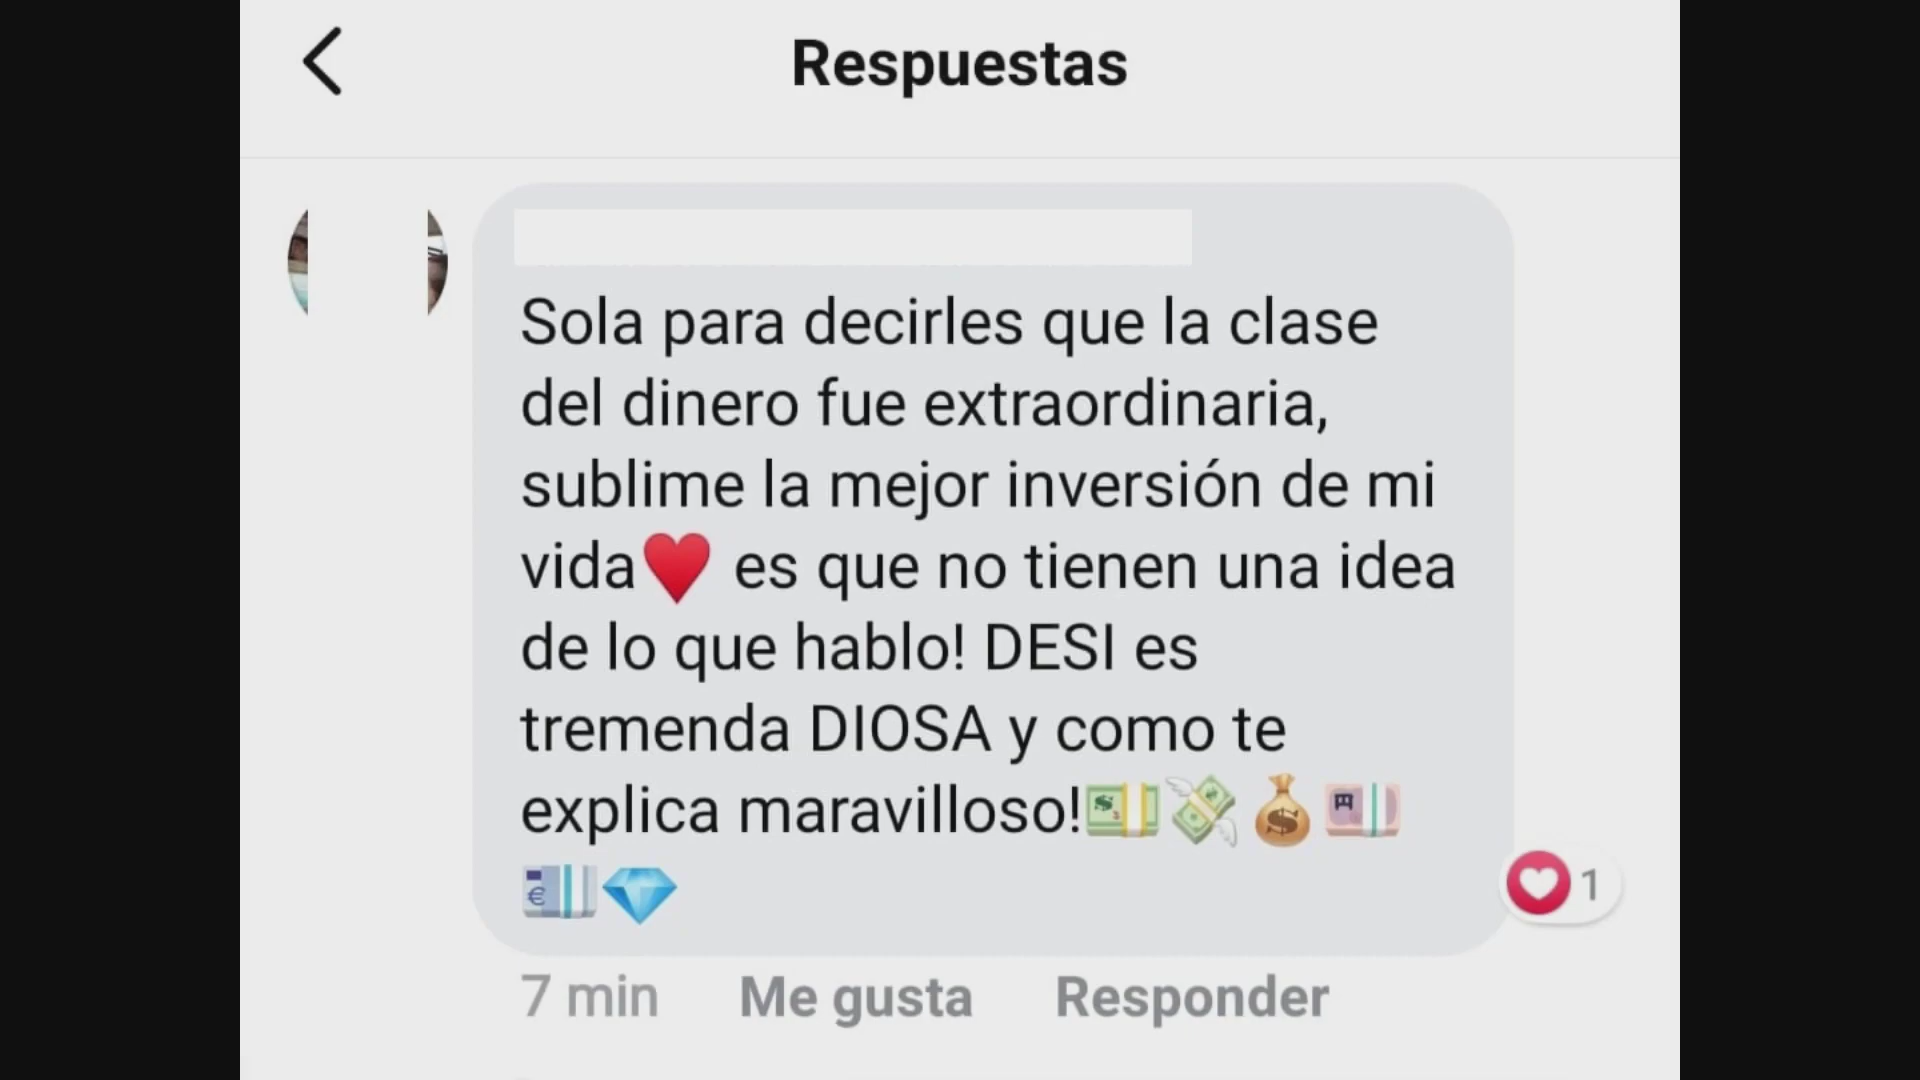 Respuestas
Sola para decirles que la clase
del dinero fue extraordinaria,
sublime la mejor inversión de mi
vida♥️ es que no tienen una idea
de lo que hablo! DESI es
tremenda DIOSA y como te
explica maravilloso!💵💸💰💴
💶💎
1
7 min Me gusta Responder